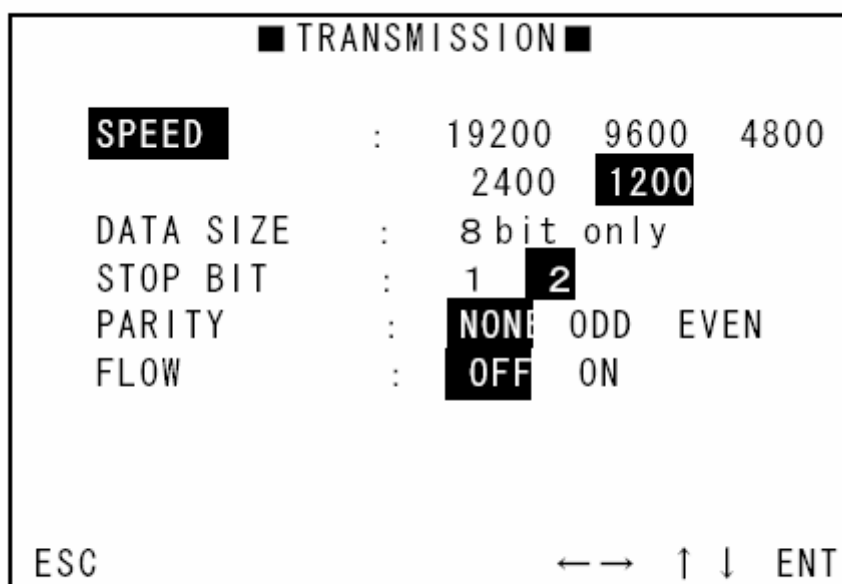 ■TRANSMISSION■
SPEED : 19200 9600 4800
2400 1200
DATA SIZE : 8bit only
STOP BIT : 1 2
PARITY : NONE ODD EVEN
FLOW : OFF ON
ESC ←→ ↑↓ ENT